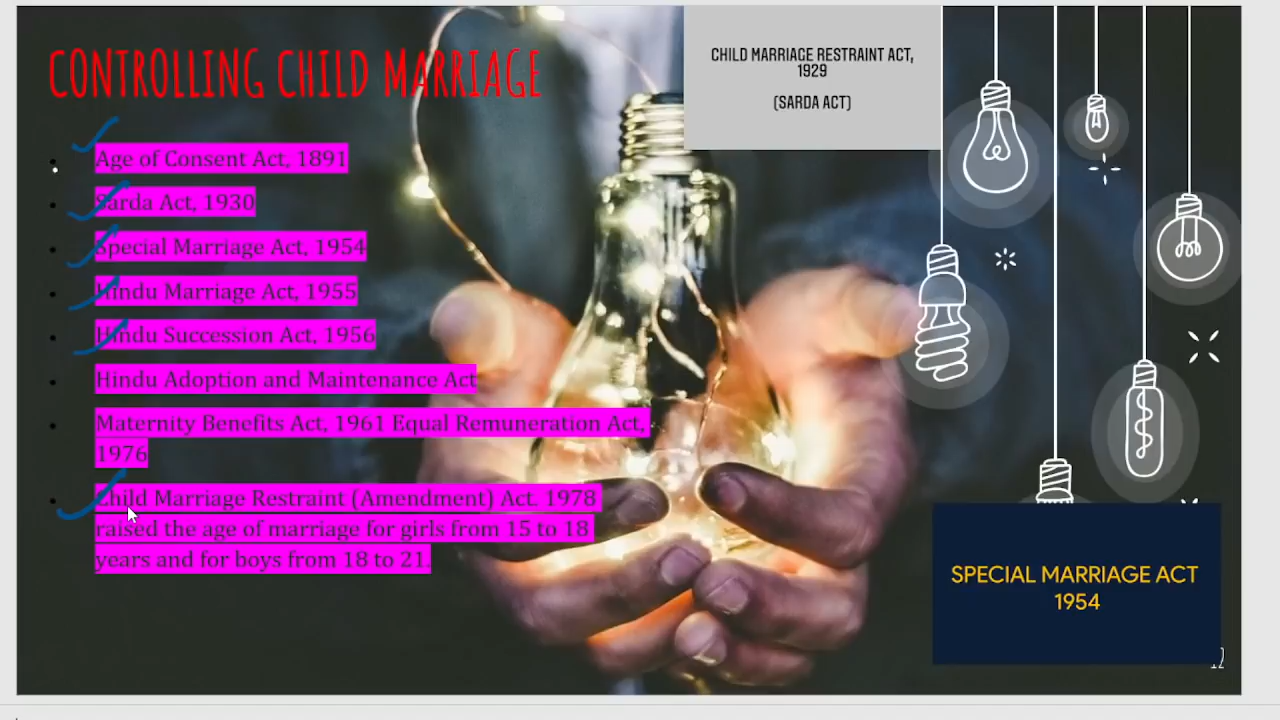 CONTROLLING CHILD MARRIAGE
CHILD MARRIAGE RESTRAINT ACT,
1929
(SARDA ACT)
Age of Consent Act, 1891
Sarda Act, 1930
Special Marriage Act, 1954
Hindu Marriage Act, 1955
Hindu Succession Act, 1956
Hindu Adoption and Maintenance Act
Maternity Benefits Act, 1961 Equal Remuneration Act,
1976
Child Marriage Restraint (Amendment) Act. 1978
raised the age of marriage for girls from 15 to 18
years and for boys from 18 to 21.
SPECIAL MARRIAGE ACT
1954
12